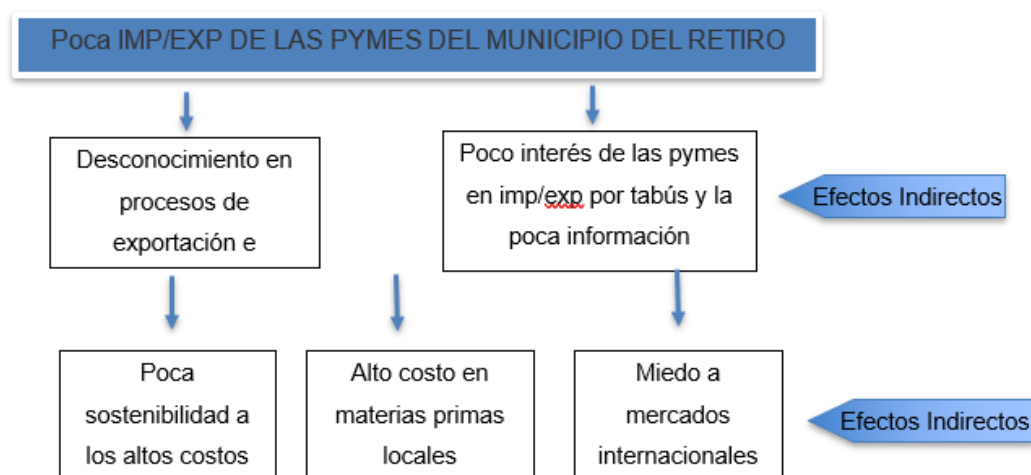 Poca IMP/EXP DE LAS PYMES DEL MUNICIPIO DEL RETIRO
Desconocimiento en
procesos de
exportación e
Poco interés de las pymes
en imp/exp por tabús y la
poca información
Efectos Indirectos
Poca
sostenibilidad a
los altos costos
Alto costo en
materias primas
locales
Miedo a
mercados
internacionales
Efectos Indirectos